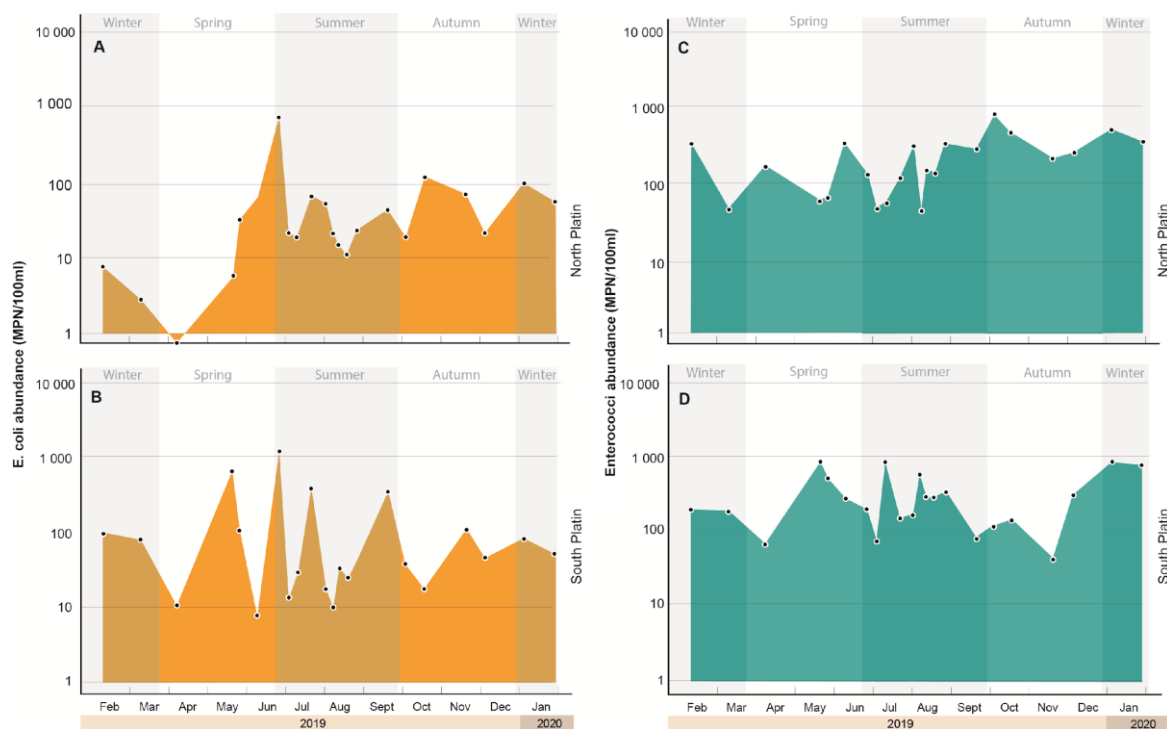 Winter Spring Summer Autumn Winter
10 000
A
1 000
100
10
1
North Platin
Winter Spring Summer Autumn Winter
10 000
B
1 000
100
10
1
South Platin
E. coli abundance (MPN/100ml)
Feb Mar Apr May Jun Jul Aug Sept Oct Nov Dec Jan
2019 2020
Winter Spring Summer Autumn Winter
10 000
C
1 000
100
10
1
North Platin
Winter Spring Summer Autumn Winter
10 000
D
1 000
100
10
1
South Platin
Enterococci abundance (MPN/100ml)
Feb Mar Apr May Jun Jul Aug Sept Oct Nov Dec Jan
2019 2020